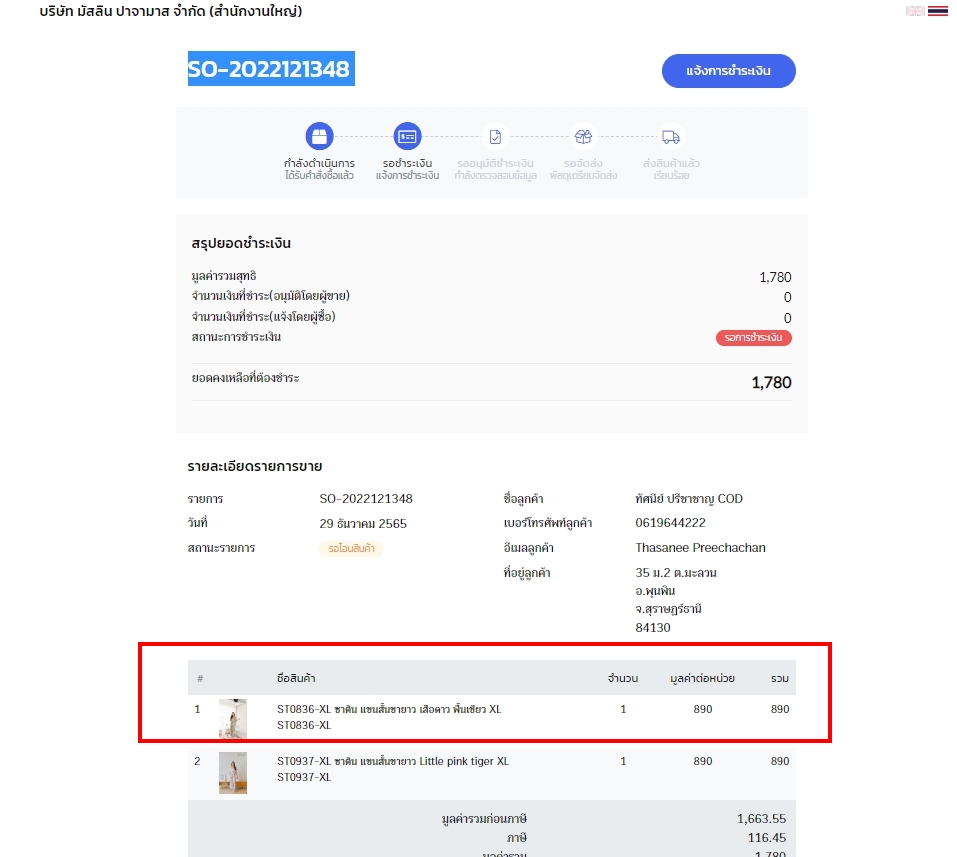 บริษัท มัสลิน ปาจามาส จำกัด (สำนักงานใหญ่)
SO-2022121348
แจ้งการชำระเงิน
กำลังดำเนินการ
ได้รับคำสั่งซื้อแล้ว
รอชำระเงิน
แจ้งการชำระเงิน
รออนุมัติชำระเงิน
กำลังตรวจสอบข้อมูล
รอจัดส่ง
พัสดุเตรียมจัดส่ง
ส่งสินค้าแล้ว
เรียบร้อย
สรุปยอดชำระเงิน
มูลค่ารวมสุทธิ 1,780
จำนวนเงินที่ชำระ(อนุมัติโดยผู้ขาย) 0
จำนวนเงินที่ชำระ(แจ้งโดยผู้ซื้อ) 0
สถานะการชำระเงิน รอการชำระเงิน
ยอดคงเหลือที่ต้องชำระ 1,780
รายละเอียดรายการขาย
รายการ SO-2022121348 ชื่อลูกค้า ทัศนีย์ ปรีชาชาญ COD
วันที่ 29 ธันวาคม 2565 เบอร์โทรศัพท์ลูกค้า 0619644222
สถานะรายการ รอโอนสินค้า อีเมลลูกค้า Thasanee Preechachan
ที่อยู่ลูกค้า 35 ม.2 ต.มะลวน
อ.พุนพิน
จ.สุราษฎร์ธานี
84130
# ชื่อสินค้า จำนวน มูลค่าต่อหน่วย รวม
1 ST0836-XL ซาติน แขนสั้นขายาว เสือดาว พื้นเขียว XL 1 890 890
ST0836-XL
2 ST0937-XL ซาติน แขนสั้นขายาว Little pink tiger XL 1 890 890
ST0937-XL
มูลค่ารวมก่อนภาษี 1,663.55
ภาษี 116.45
มูลค่ารวม 1,780